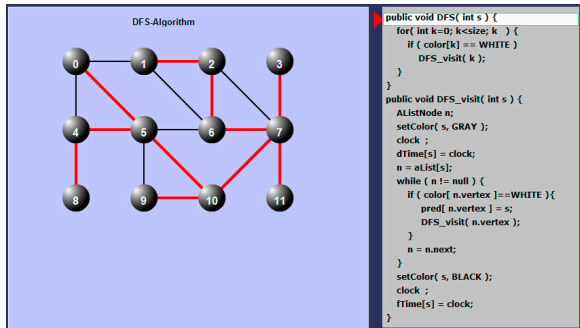 DFS-Algorithm
0 1 2 3
4 5 6 7
8 9 10 11
public void DFS( int s ) {
for( int k=0; k<size; k   ) {
if ( color[k] == WHITE )
DFS_visit( k );
}
}
public void DFS_visit( int s ) {
AListNode n;
setColor( s, GRAY );
clock  ;
dTime[s] = clock;
n = aList[s];
while ( n != null ) {
if ( color[ n.vertex ]==WHITE ){
pred[ n.vertex ] = s;
DFS_visit( n.vertex );
}
n = n.next;
}
setColor( s, BLACK );
clock  ;
fTime[s] = clock;
}